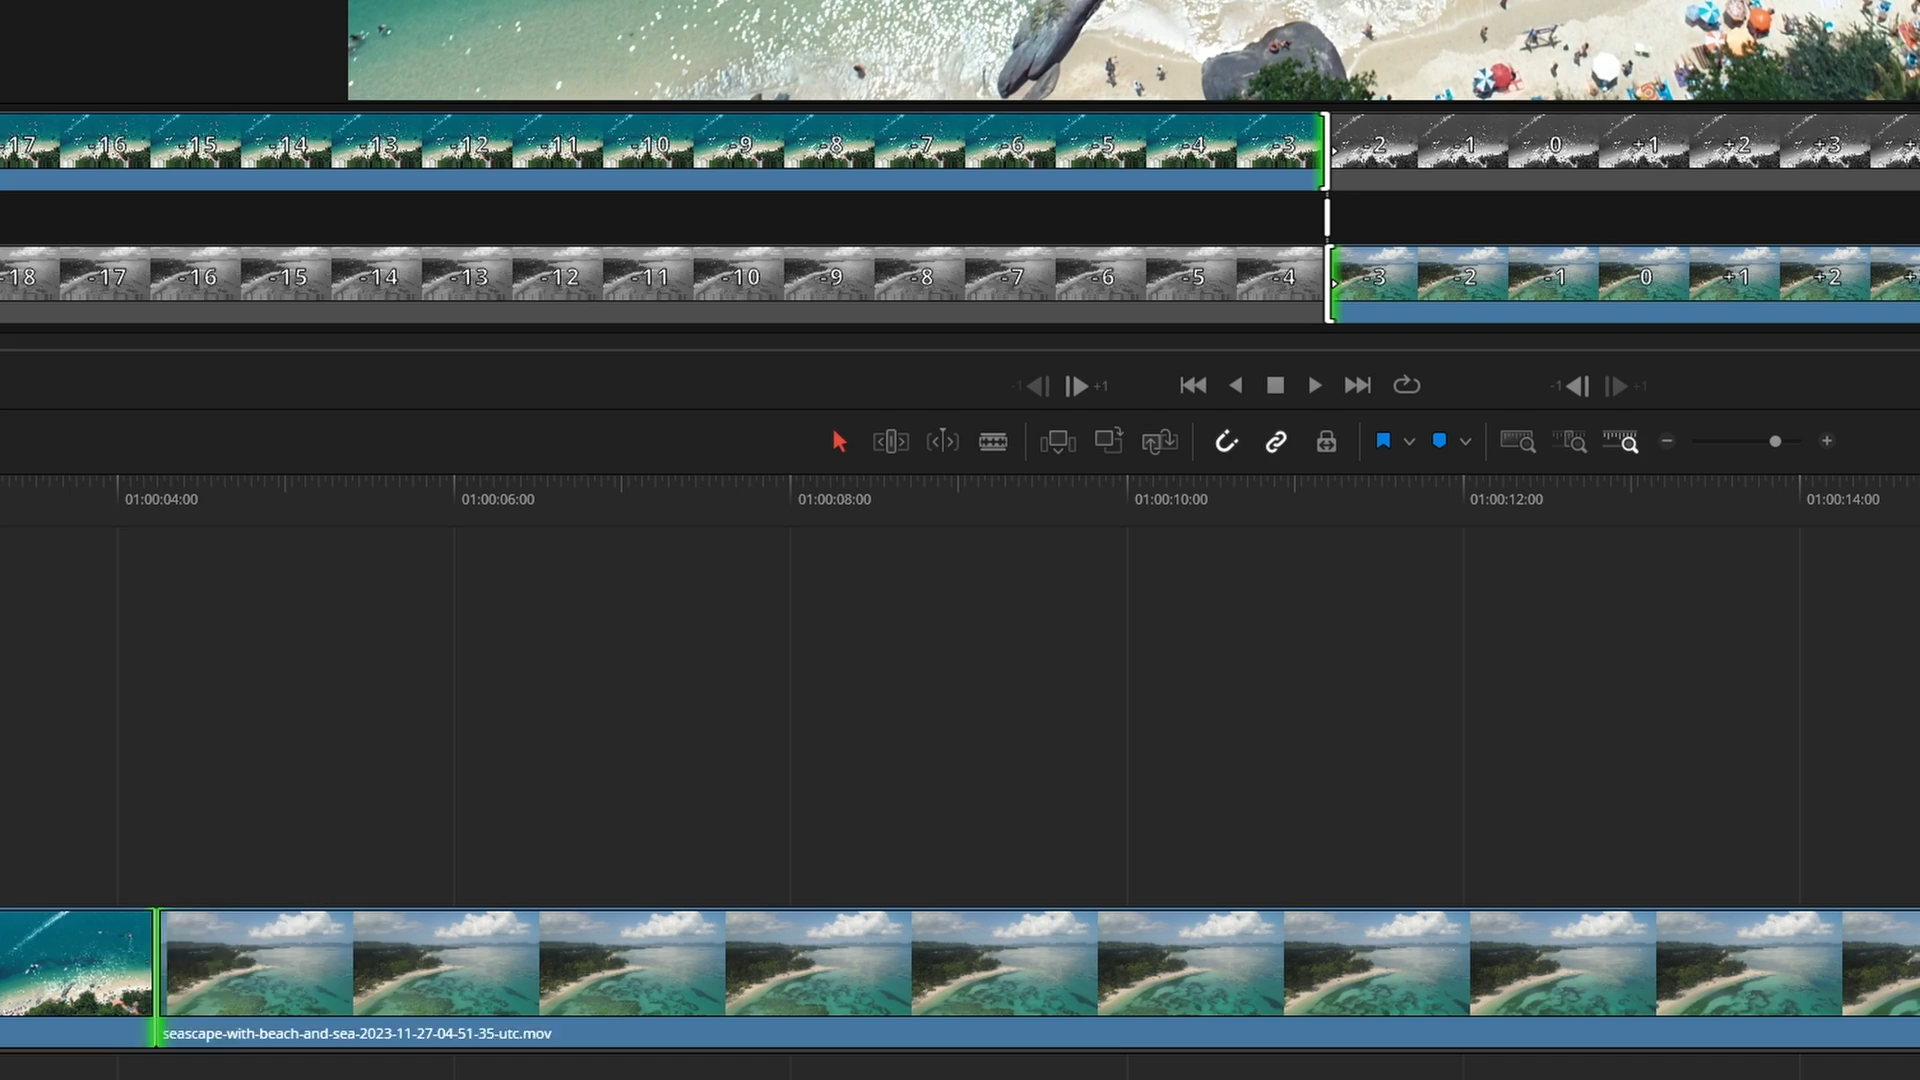 -17 -16 -15 -14 -13 -12 -11 -10 -9 -8 -7 -6 -5 -4 -3 -2 -1 0 +1 +2 +3
-18 -17 -16 -15 -14 -13 -12 -11 -10 -9 -8 -7 -6 -5 -4 -3 -2 -1 0 +1 +2
-1 +1 -1 +1
01:00:04:00 01:00:06:00 01:00:08:00 01:00:10:00 01:00:12:00 01:00:14:00
seascape-with-beach-and-sea-2023-11-27-04-51-35-utc.mov